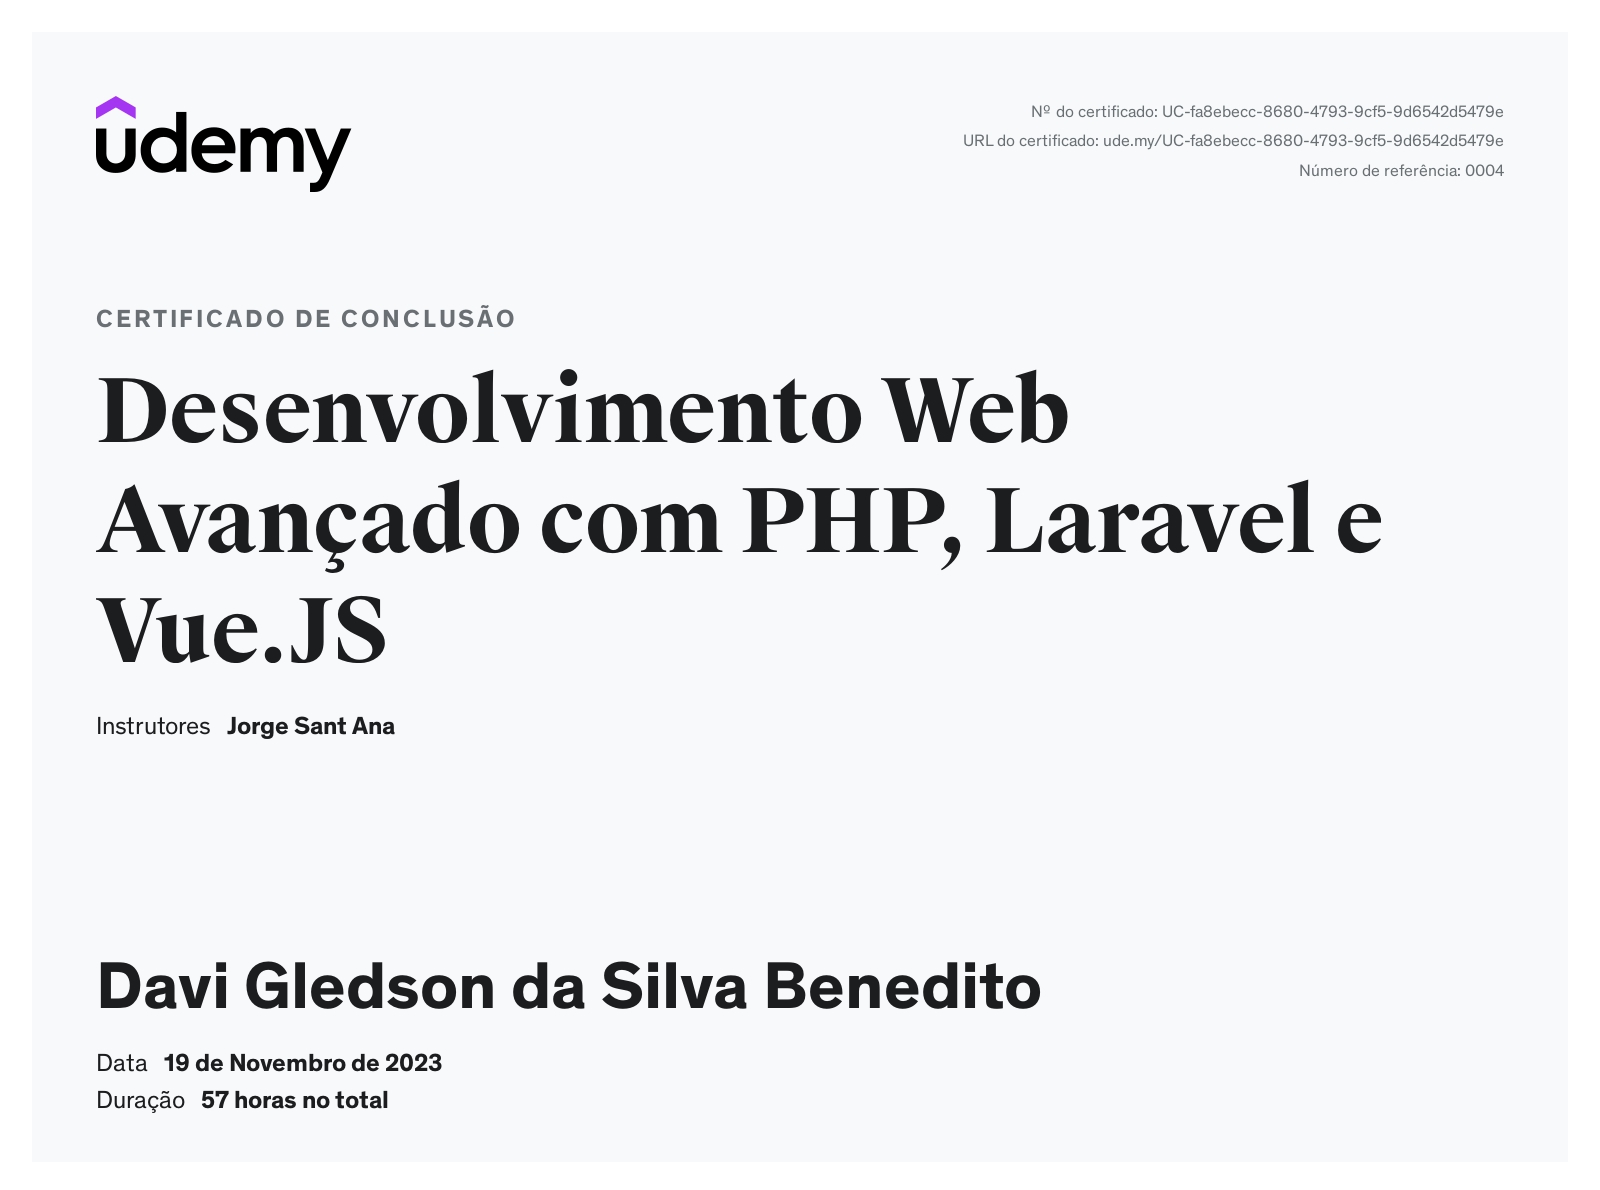 udemy
Nº do certificado: UC-fa8ebecc-8680-4793-9cf5-9d6542d5479e
URL do certificado: ude.my/UC-fa8ebecc-8680-4793-9cf5-9d6542d5479e
Número de referência: 0004
CERTIFICADO DE CONCLUSÃO
Desenvolvimento Web
Avançado com PHP, Laravel e
Vue.JS
Instrutores Jorge Sant Ana
Davi Gledson da Silva Benedito
Data 19 de Novembro de 2023
Duração 57 horas no total